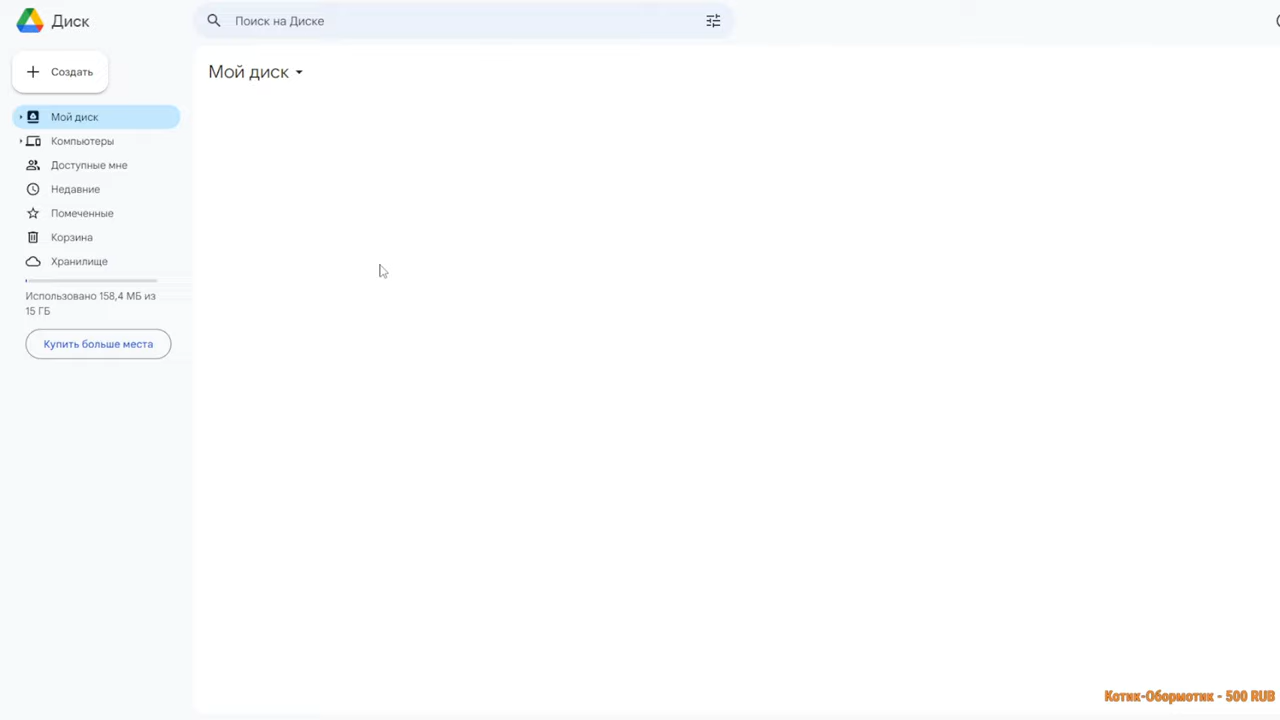 Диск
Поиск на Диске
Создать
Мой диск
Мой диск
Компьютеры
Доступные мне
Недавние
Помеченные
Корзина
Хранилище
Использовано 158,4 МБ из
15 ГБ
Купить больше места
Котик-Обормотик - 500 RUB